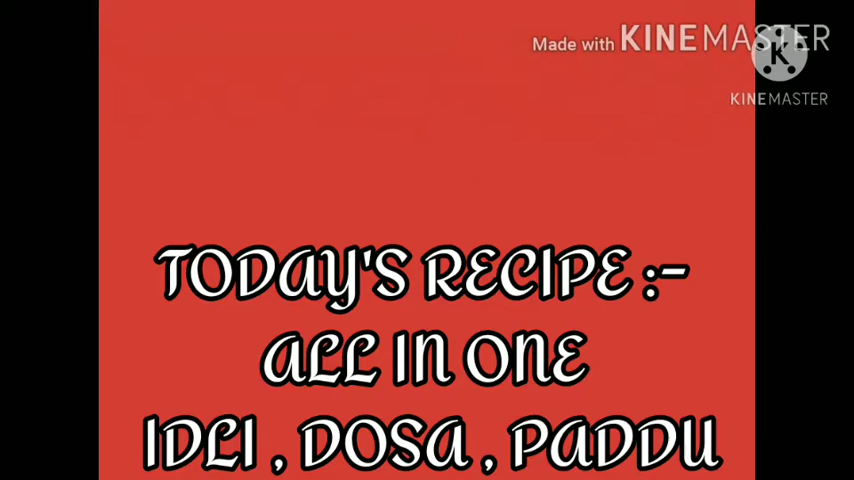 Made with KINEMASTER
K
KINEMASTER
TODAY'S RECIPE :-
ALL IN ONE
IDLI , DOSA , PADDU